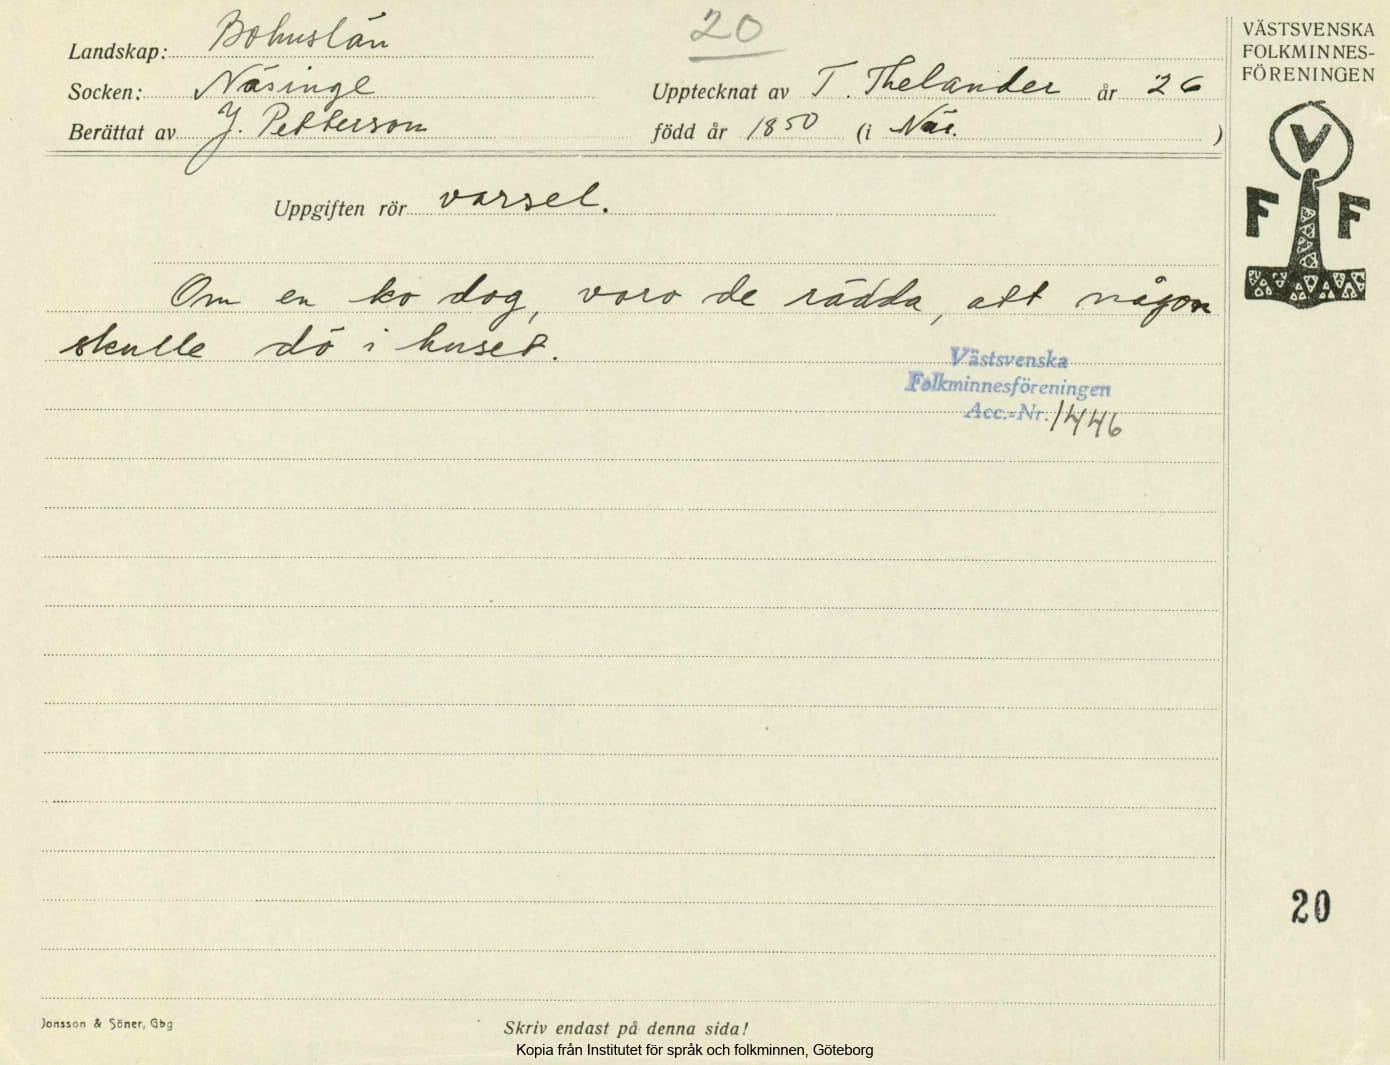 20
Landskap: Bohuslän
Socken: Näsinge
Berättat av J. Petterson
Upptecknat av T. Thelander år 26
född år 1850 (i Näs. )
Uppgiften rör varsel.
Om en ko dog, voro de rädda, att någon
skulle dö i huset.
Västsvenska
Folkminnesföreningen
Acc.-Nr. 1446
VÄSTSVENSKA
FOLKMINNES-
FÖRENINGEN
V
F F
20
Jonsson & Söner, Gbg
Skriv endast på denna sida!
Kopia från Institutet för språk och folkminnen, Göteborg